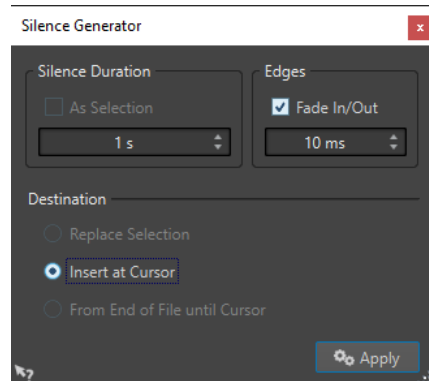 Silence Generator
x
Silence Duration
Edges
As Selection
Fade In/Out
1 s
10 ms
Destination
Replace Selection
Insert at Cursor
From End of File until Cursor
Apply
?